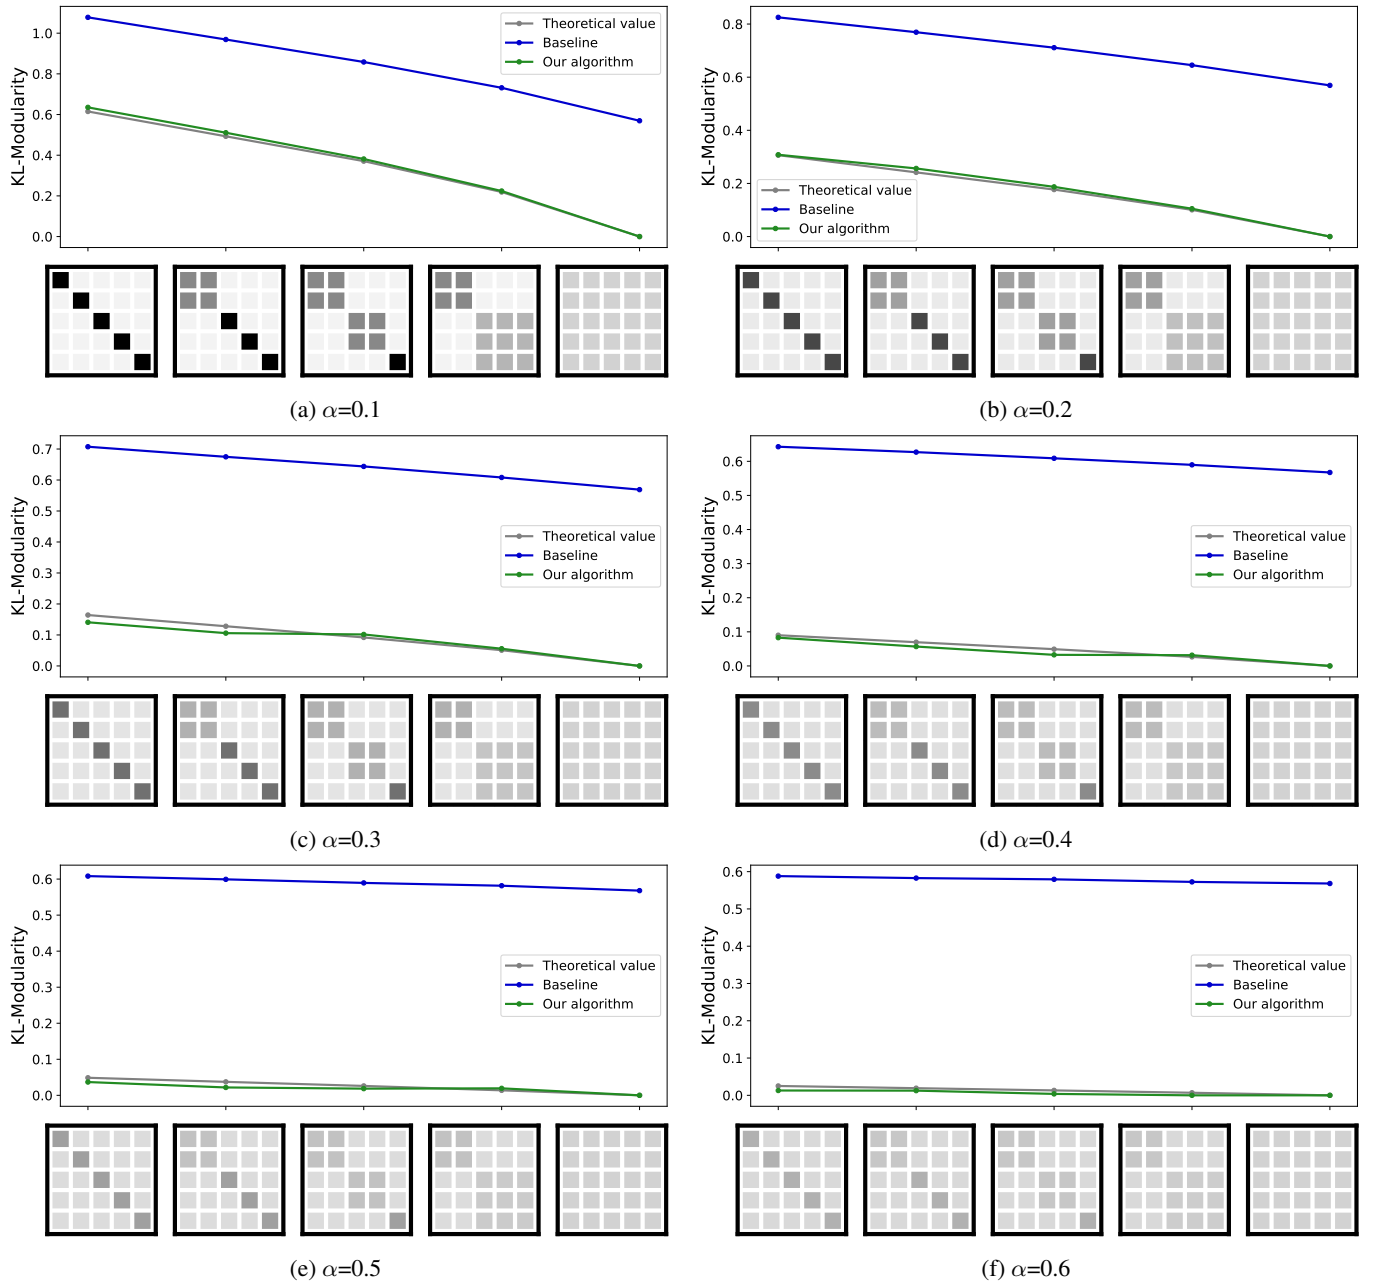 1.0
0.8
0.6
0.4
0.2
0.0
KL-Modularity
Theoretical value
Baseline
Our algorithm
(a) α=0.1
0.8
0.6
0.4
0.2
0.0
KL-Modularity
Theoretical value
Baseline
Our algorithm
(b) α=0.2
0.7
0.6
0.5
0.4
0.3
0.2
0.1
0.0
KL-Modularity
Theoretical value
Baseline
Our algorithm
(c) α=0.3
0.6
0.5
0.4
0.3
0.2
0.1
0.0
KL-Modularity
Theoretical value
Baseline
Our algorithm
(d) α=0.4
0.6
0.5
0.4
0.3
0.2
0.1
0.0
KL-Modularity
Theoretical value
Baseline
Our algorithm
(e) α=0.5
0.6
0.5
0.4
0.3
0.2
0.1
0.0
KL-Modularity
Theoretical value
Baseline
Our algorithm
(f) α=0.6